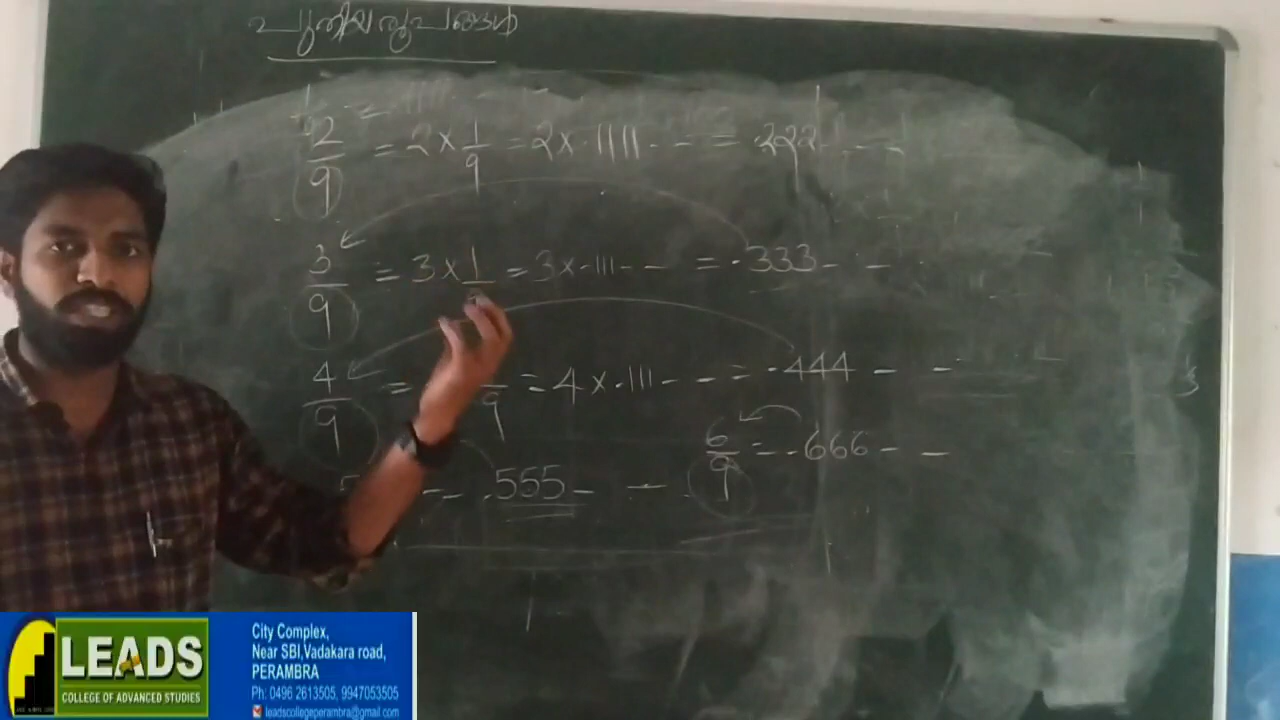 പുതിയ രൂപങ്ങൾ
2/9 = 2 × 1/9 = 2 × .1111 - - = .222 - - -
3/9 = 3 × 1/ = 3 × .111 - - = .333 - -
4/9 = /9 = 4 × .111 - - - = .444 - -
6/9 = .666 - -
.555 - -
LEADS
COLLEGE OF ADVANCED STUDIES
City Complex,
Near SBI,Vadakara road,
PERAMBRA
Ph: 0496 2613505, 9947053505
leadscollegeperambra@gmail.com